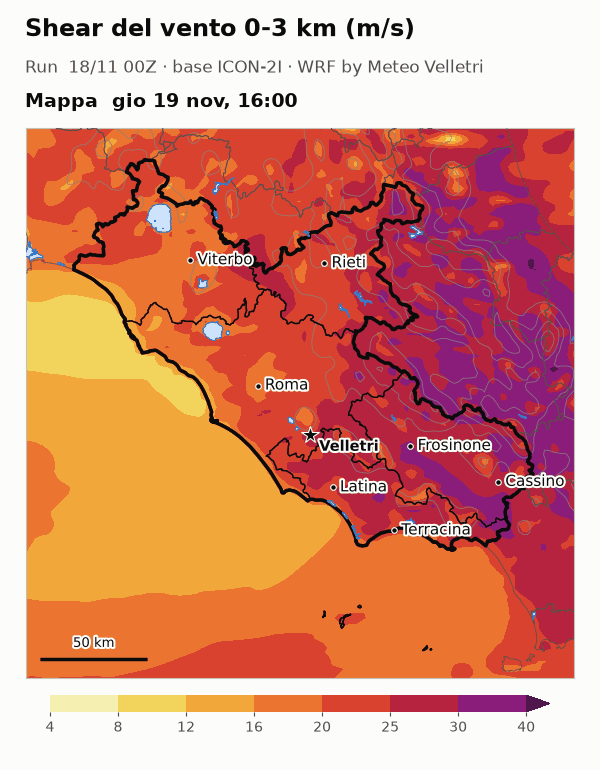 Shear del vento 0-3 km (m/s)
Run  18/11 00Z · base ICON-2I · WRF by Meteo Velletri
Mappa  gio 19 nov, 16:00
Viterbo
Rieti
Roma
Velletri
Frosinone
Latina
Cassino
Terracina
50 km
4 8 12 16 20 25 30 40